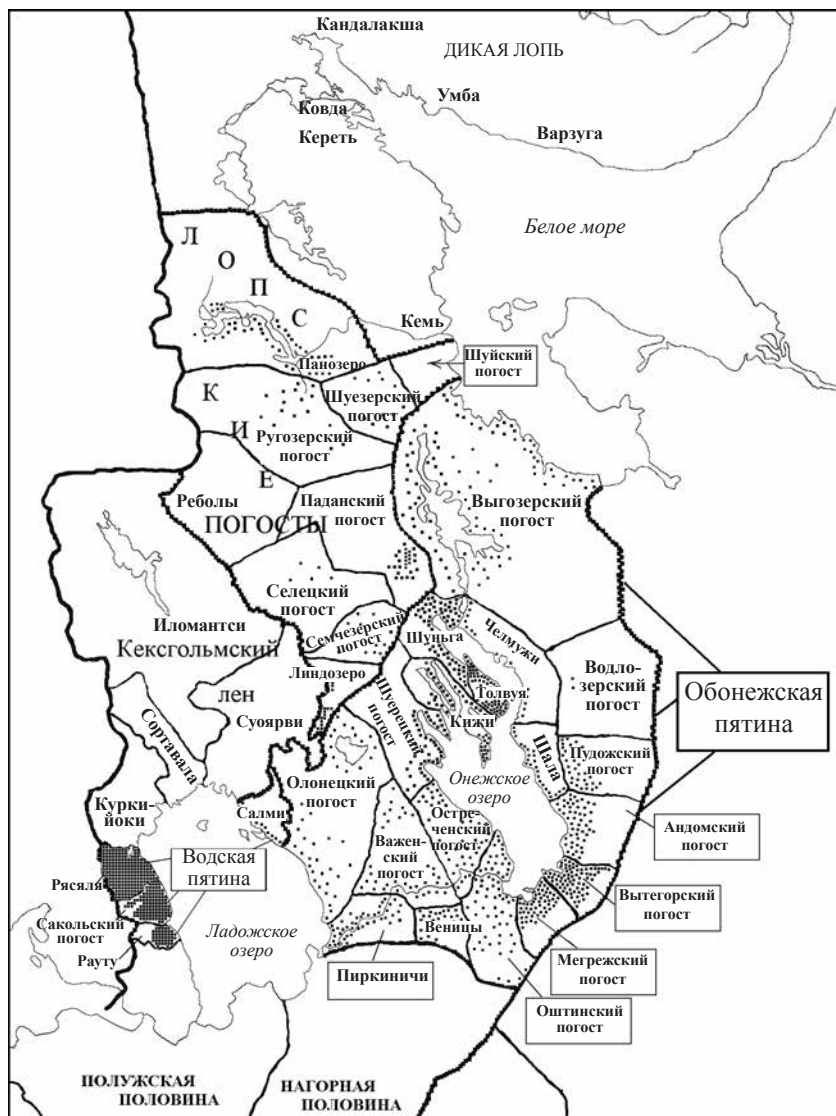 Кандалакша
ДИКАЯ ЛОПЬ
Умба
Ковда
Варзуга
Кереть
Белое море
Л
О
П
С
Кемь
Панозеро
Шуйский
погост
К
Шуезерский
погост
И
Ругозерский
погост
Е
Реболы
Паданский
погост
ПОГОСТЫ
Выгозерский
погост
Селецкий
погост
Иломантси
Семчезерский
погост
Шуньга
Челмужи
Кексгольмский
лен
Линдозеро
Водло-
зерский
погост
Обонежская
пятина
Толвуя
Шуерецкий
погост
Кижи
Суоярви
Сортавала
Шала
Пудожский
погост
Олонецкий
погост
Онежское
озеро
Курки-
йоки
Салми
Остре-
ченский
погост
Андомский
погост
Важен-
ский
погост
Водская
пятина
Рясяля
Вытегорский
погост
Сакольский
погост
Ладожское
озеро
Веницы
Рауту
Мегрежский
погост
Пиркиничи
Оштинский
погост
ПОЛУЖСКАЯ
ПОЛОВИНА
НАГОРНАЯ
ПОЛОВИНА